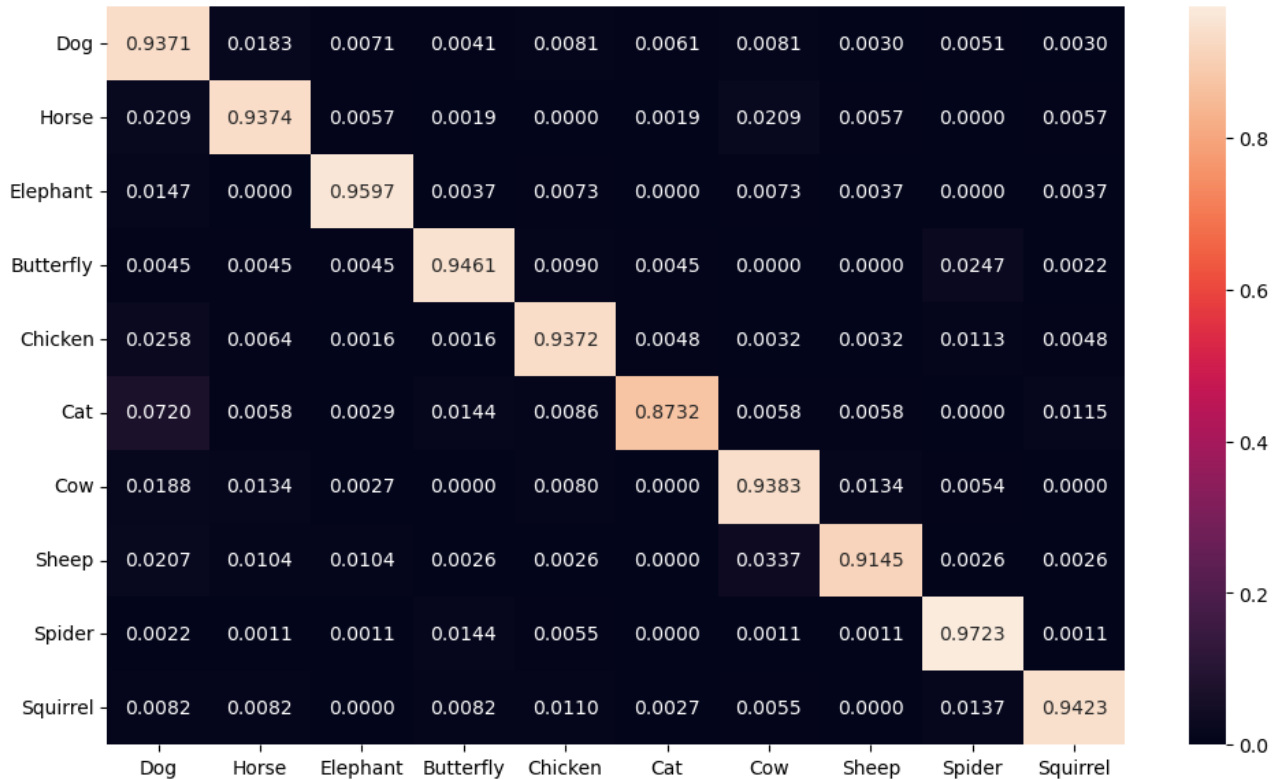 Dog 0.9371 0.0183 0.0071 0.0041 0.0081 0.0061 0.0081 0.0030 0.0051 0.0030
Horse 0.0209 0.9374 0.0057 0.0019 0.0000 0.0019 0.0209 0.0057 0.0000 0.0057
Elephant 0.0147 0.0000 0.9597 0.0037 0.0073 0.0000 0.0073 0.0037 0.0000 0.0037
Butterfly 0.0045 0.0045 0.0045 0.9461 0.0090 0.0045 0.0000 0.0000 0.0247 0.0022
Chicken 0.0258 0.0064 0.0016 0.0016 0.9372 0.0048 0.0032 0.0032 0.0113 0.0048
Cat 0.0720 0.0058 0.0029 0.0144 0.0086 0.8732 0.0058 0.0058 0.0000 0.0115
Cow 0.0188 0.0134 0.0027 0.0000 0.0080 0.0000 0.9383 0.0134 0.0054 0.0000
Sheep 0.0207 0.0104 0.0104 0.0026 0.0026 0.0000 0.0337 0.9145 0.0026 0.0026
Spider 0.0022 0.0011 0.0011 0.0144 0.0055 0.0000 0.0011 0.0011 0.9723 0.0011
Squirrel 0.0082 0.0082 0.0000 0.0082 0.0110 0.0027 0.0055 0.0000 0.0137 0.9423
Dog Horse Elephant Butterfly Chicken Cat Cow Sheep Spider Squirrel
0.8
0.6
0.4
0.2
0.0